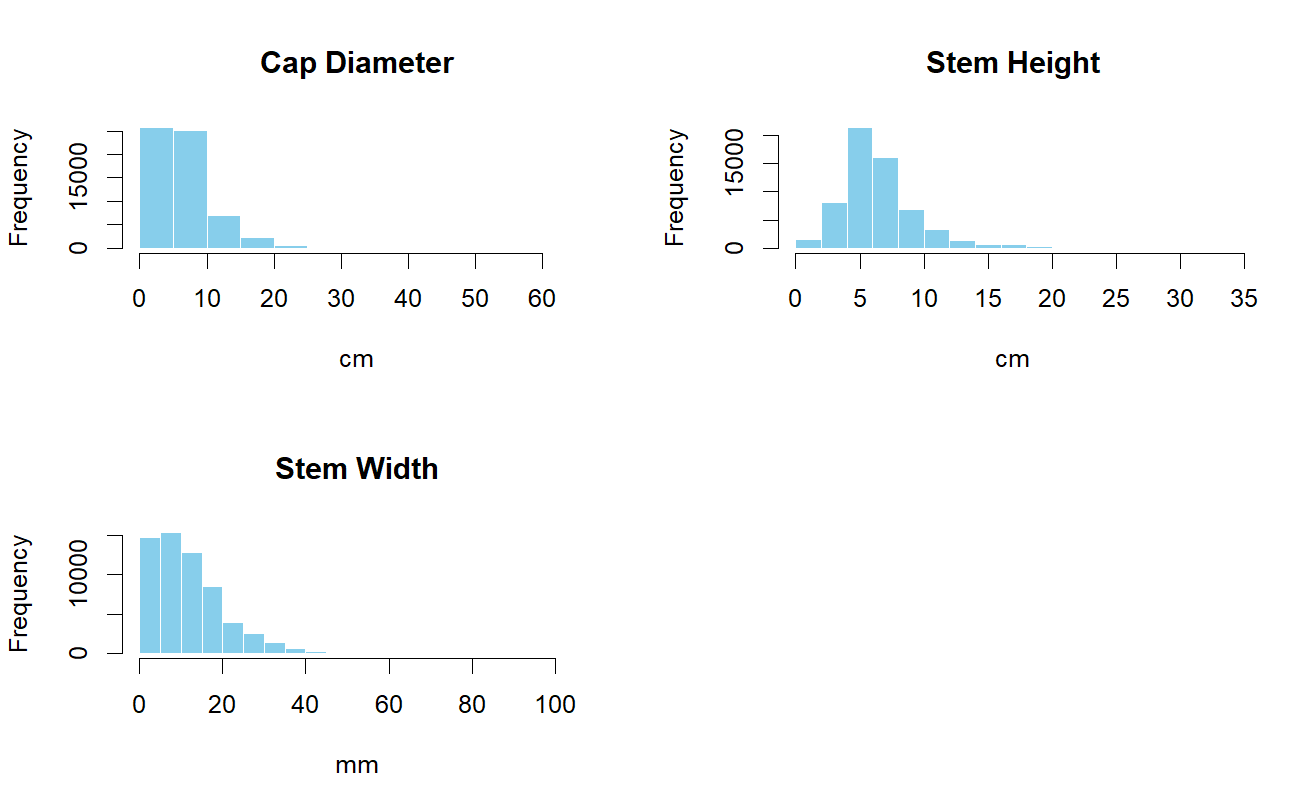 Cap Diameter
Frequency
0 15000
0 10 20 30 40 50 60
cm
Stem Height
Frequency
0 15000
0 5 10 15 20 25 30 35
cm
Stem Width
Frequency
0 10000
0 20 40 60 80 100
mm